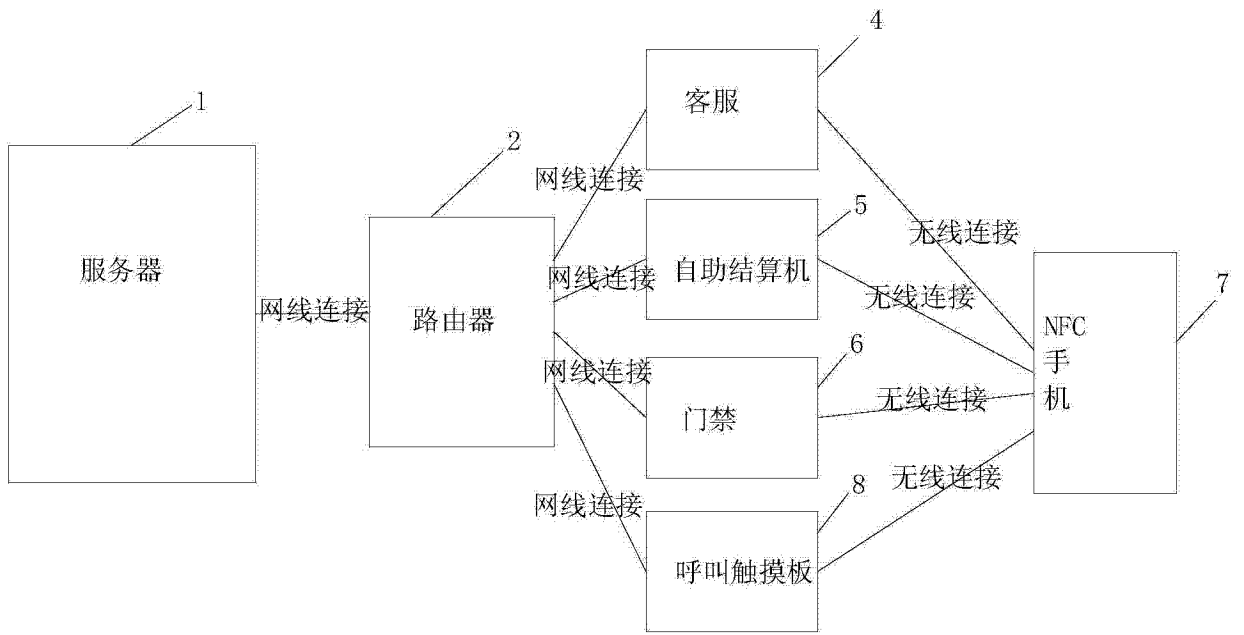 1
服务器
网线连接
2
路由器
网线连接
网线连接
网线连接
网线连接
4
客服
5
自助结算机
6
门禁
8
呼叫触摸板
无线连接
无线连接
无线连接
无线连接
7
NFC
手
机